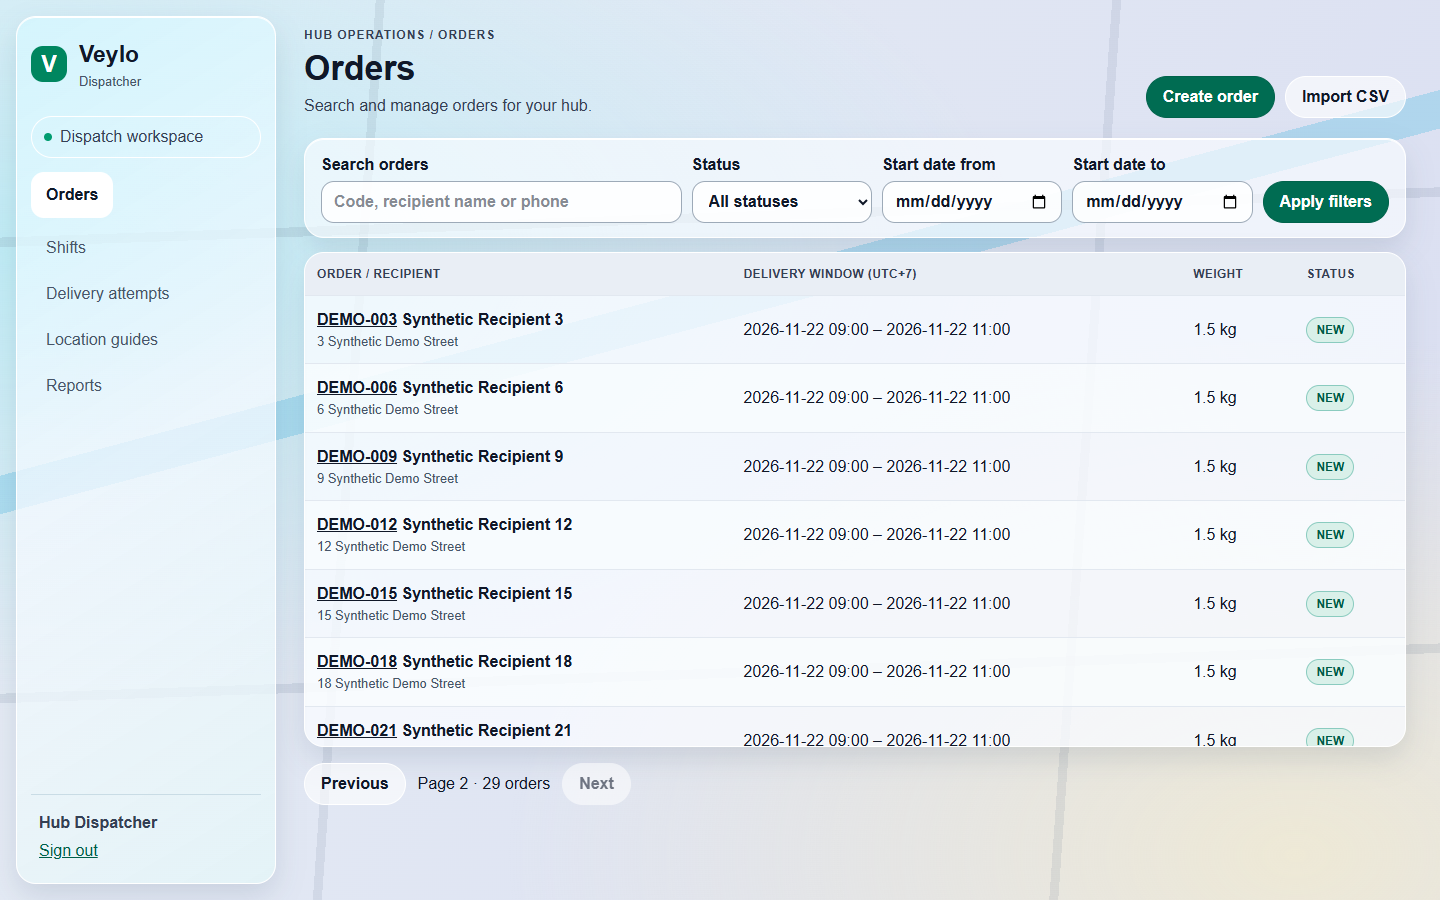 V
Veylo
Dispatcher
Dispatch workspace
Orders
Shifts
Delivery attempts
Location guides
Reports
Hub Dispatcher
Sign out
HUB OPERATIONS / ORDERS
Orders
Search and manage orders for your hub.
Create order
Import CSV
Search orders
Status
Start date from
Start date to
Code, recipient name or phone
All statuses
mm/dd/yyyy
mm/dd/yyyy
Apply filters
ORDER / RECIPIENT DELIVERY WINDOW (UTC+7) WEIGHT STATUS
DEMO-003 Synthetic Recipient 3
3 Synthetic Demo Street
2026-11-22 09:00 – 2026-11-22 11:00 1.5 kg NEW
DEMO-006 Synthetic Recipient 6
6 Synthetic Demo Street
2026-11-22 09:00 – 2026-11-22 11:00 1.5 kg NEW
DEMO-009 Synthetic Recipient 9
9 Synthetic Demo Street
2026-11-22 09:00 – 2026-11-22 11:00 1.5 kg NEW
DEMO-012 Synthetic Recipient 12
12 Synthetic Demo Street
2026-11-22 09:00 – 2026-11-22 11:00 1.5 kg NEW
DEMO-015 Synthetic Recipient 15
15 Synthetic Demo Street
2026-11-22 09:00 – 2026-11-22 11:00 1.5 kg NEW
DEMO-018 Synthetic Recipient 18
18 Synthetic Demo Street
2026-11-22 09:00 – 2026-11-22 11:00 1.5 kg NEW
DEMO-021 Synthetic Recipient 21
2026-11-22 09:00 – 2026-11-22 11:00 1.5 kg NEW
Previous
Page 2 · 29 orders
Next